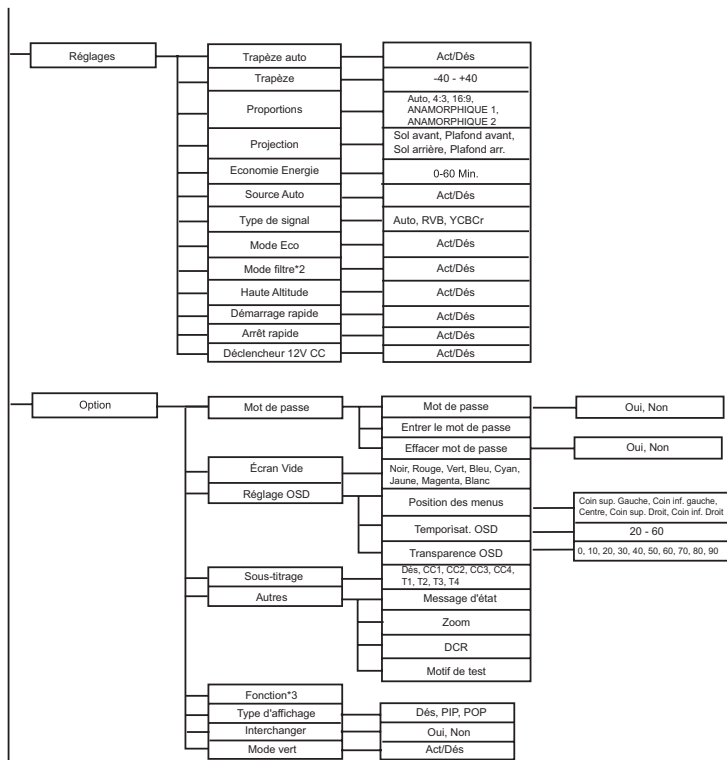 Réglages
Trapèze auto
Act/Dés
Trapèze
-40 - +40
Proportions
Auto, 4:3, 16:9,
ANAMORPHIQUE 1,
ANAMORPHIQUE 2
Projection
Sol avant, Plafond avant,
Sol arrière, Plafond arr.
Economie Energie
0-60 Min.
Source Auto
Act/Dés
Type de signal
Auto, RVB, YCBCr
Mode Eco
Act/Dés
Mode filtre*2
Act/Dés
Haute Altitude
Act/Dés
Démarrage rapide
Act/Dés
Arrêt rapide
Act/Dés
Déclencheur 12V CC
Act/Dés
Option
Mot de passe
Mot de passe
Oui, Non
Entrer le mot de passe
Effacer mot de passe
Oui, Non
Écran Vide
Noir, Rouge, Vert, Bleu, Cyan,
Jaune, Magenta, Blanc
Réglage OSD
Position des menus
Coin sup. Gauche, Coin inf. gauche,
Centre, Coin sup. Droit, Coin inf. Droit
Temporisat. OSD
20 - 60
Transparence OSD
0, 10, 20, 30, 40, 50, 60, 70, 80, 90
Sous-titrage
Dés, CC1, CC2, CC3, CC4,
T1, T2, T3, T4
Autres
Message d'état
Zoom
DCR
Motif de test
Fonction*3
Type d'affichage
Dés, PIP, POP
Interchanger
Oui, Non
Mode vert
Act/Dés